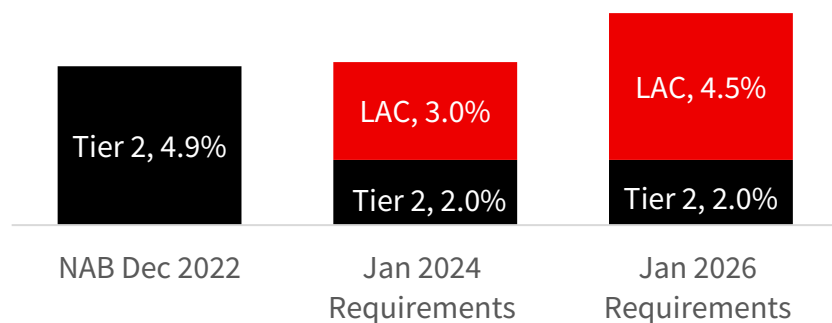 LAC, 4.5%
LAC, 3.0%
Tier 2, 4.9%
Tier 2, 2.0%
Tier 2, 2.0%
NAB Dec 2022
Jan 2024
Requirements
Jan 2026
Requirements